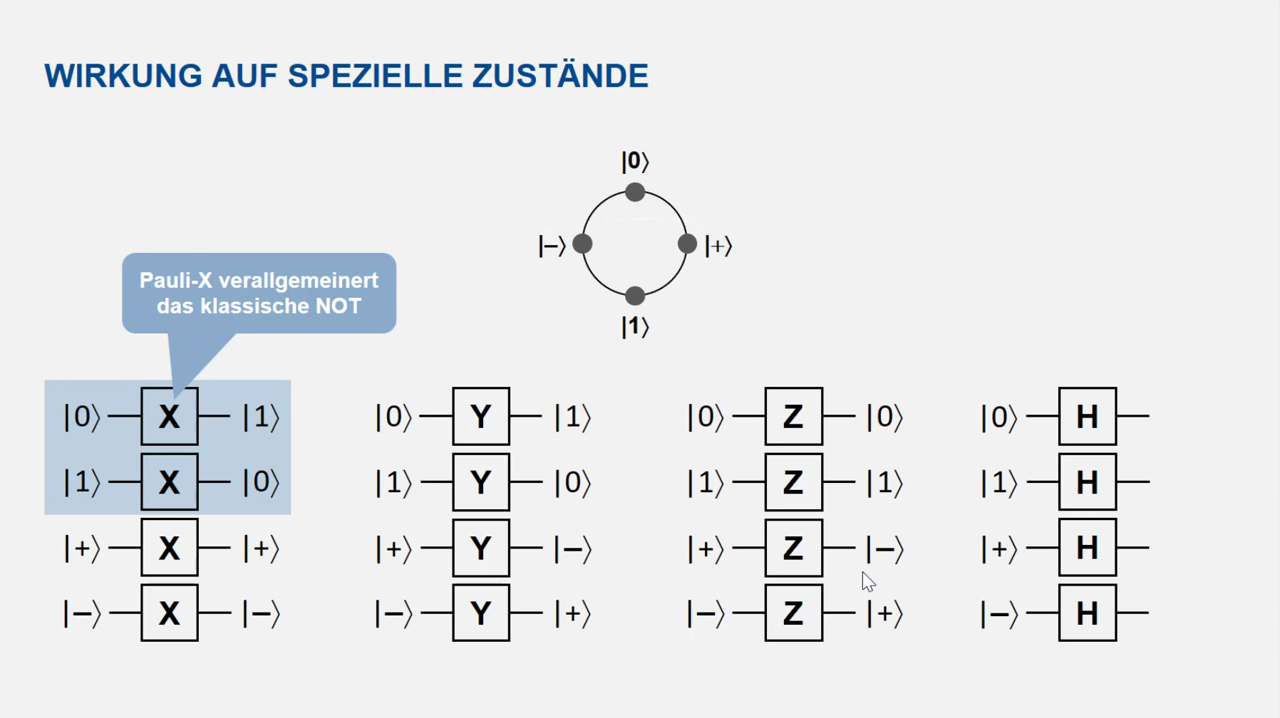 WIRKUNG AUF SPEZIELLE ZUSTÄNDE
|0⟩
|−⟩ |+⟩
|1⟩
Pauli-X verallgemeinert
das klassische NOT
|0⟩ X |1⟩ |0⟩ Y |1⟩ |0⟩ Z |0⟩ |0⟩ H
|1⟩ X |0⟩ |1⟩ Y |0⟩ |1⟩ Z |1⟩ |1⟩ H
|+⟩ X |+⟩ |+⟩ Y |−⟩ |+⟩ Z |−⟩ |+⟩ H
|−⟩ X |−⟩ |−⟩ Y |+⟩ |−⟩ Z |+⟩ |−⟩ H